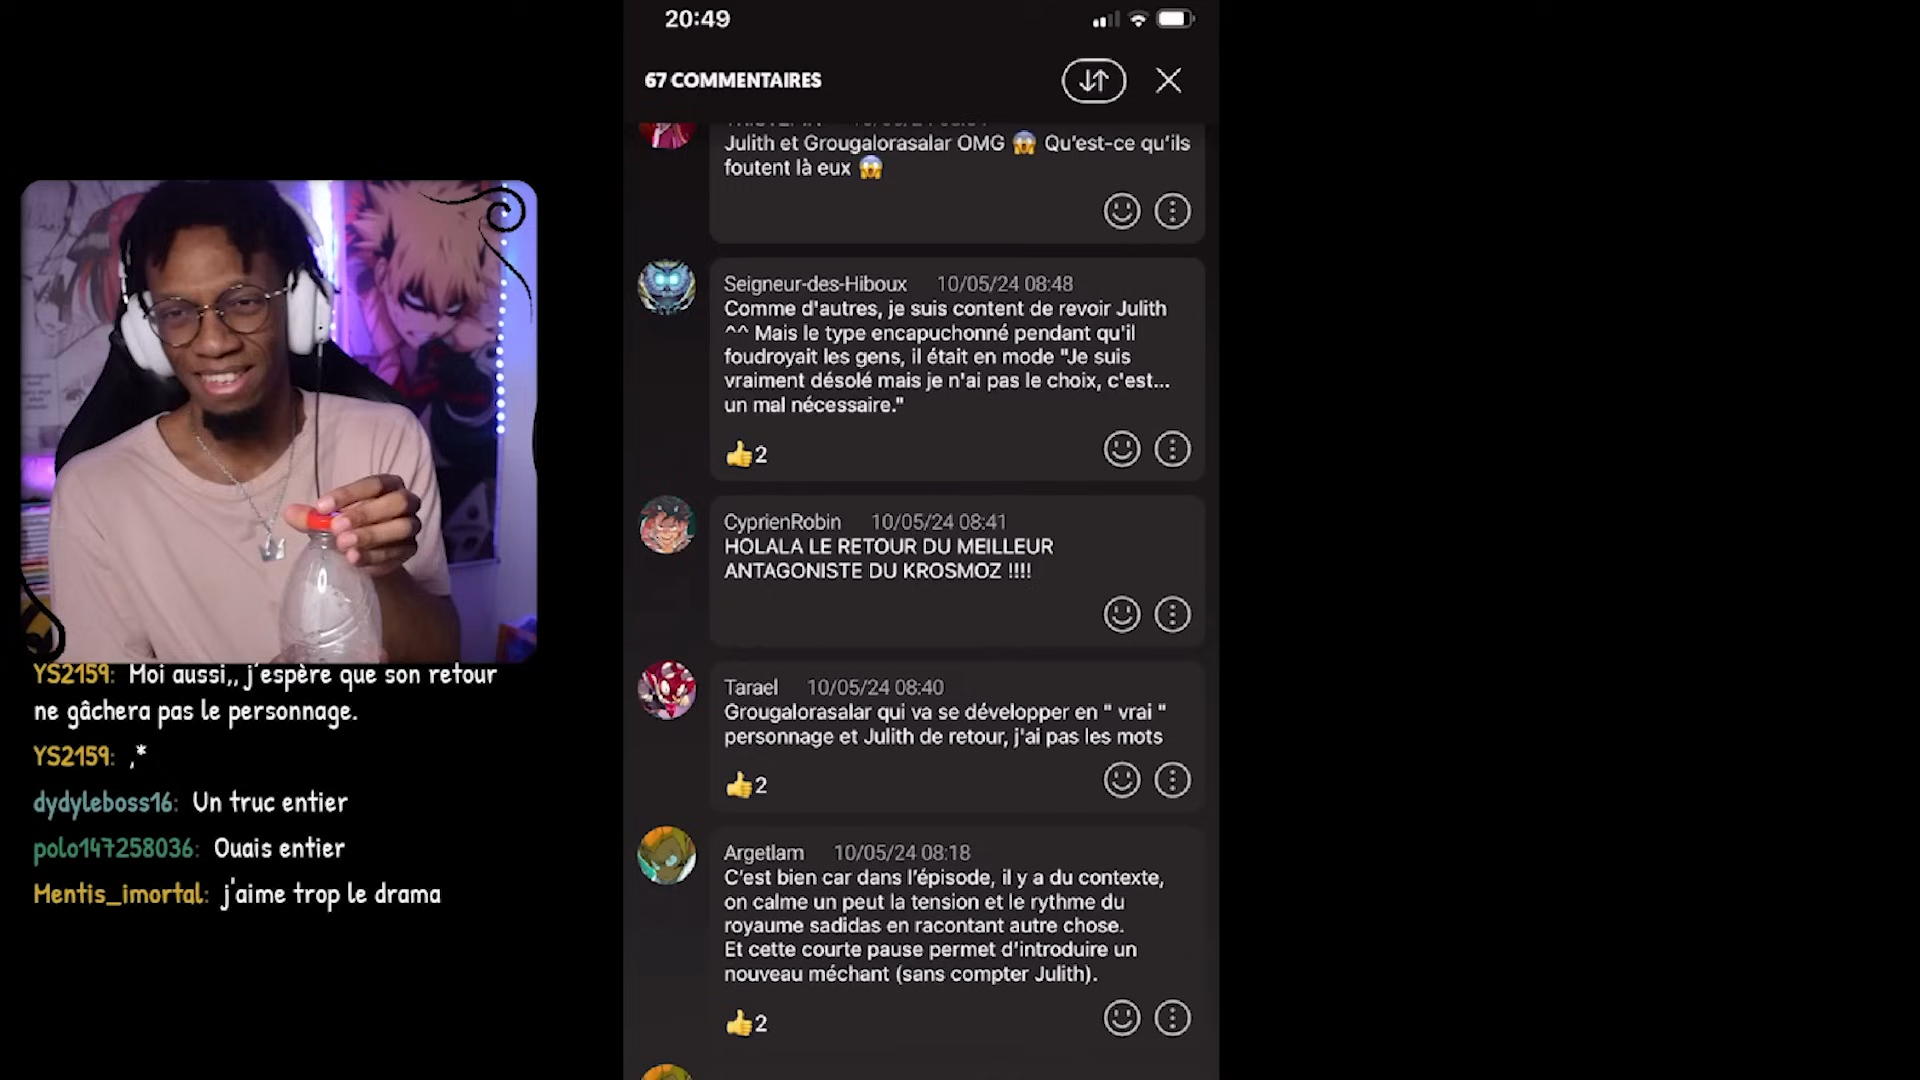 20:49
67 COMMENTAIRES
Julith et Grougalorasalar OMG 😱 Qu'est-ce qu'ils
foutent là eux 😱
Seigneur-des-Hiboux 10/05/24 08:48
Comme d'autres, je suis content de revoir Julith
^^ Mais le type encapuchonné pendant qu'il
foudroyait les gens, il était en mode "Je suis
vraiment désolé mais je n'ai pas le choix, c'est...
un mal nécessaire."
👍2
CyprienRobin 10/05/24 08:41
HOLALA LE RETOUR DU MEILLEUR
ANTAGONISTE DU KROSMOZ !!!!
Tarael 10/05/24 08:40
Grougalorasalar qui va se développer en " vrai "
personnage et Julith de retour, j'ai pas les mots
👍2
Argetlam 10/05/24 08:18
C'est bien car dans l'épisode, il y a du contexte,
on calme un peut la tension et le rythme du
royaume sadidas en racontant autre chose.
Et cette courte pause permet d'introduire un
nouveau méchant (sans compter Julith).
👍2
YS2159: Moi aussi,, j'espère que son retour
ne gâchera pas le personnage.
YS2159: ,*
dydyleboss16: Un truc entier
polo147258036: Ouais entier
Mentis_imortal: j'aime trop le drama